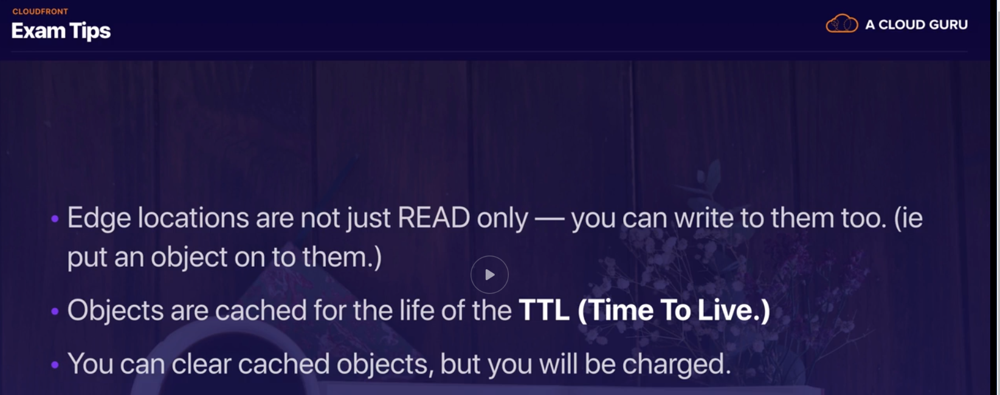 CLOUDFRONT
Exam Tips
A CLOUD GURU
• Edge locations are not just READ only — you can write to them too. (ie
put an object on to them.)
• Objects are cached for the life of the TTL (Time To Live.)
• You can clear cached objects, but you will be charged.